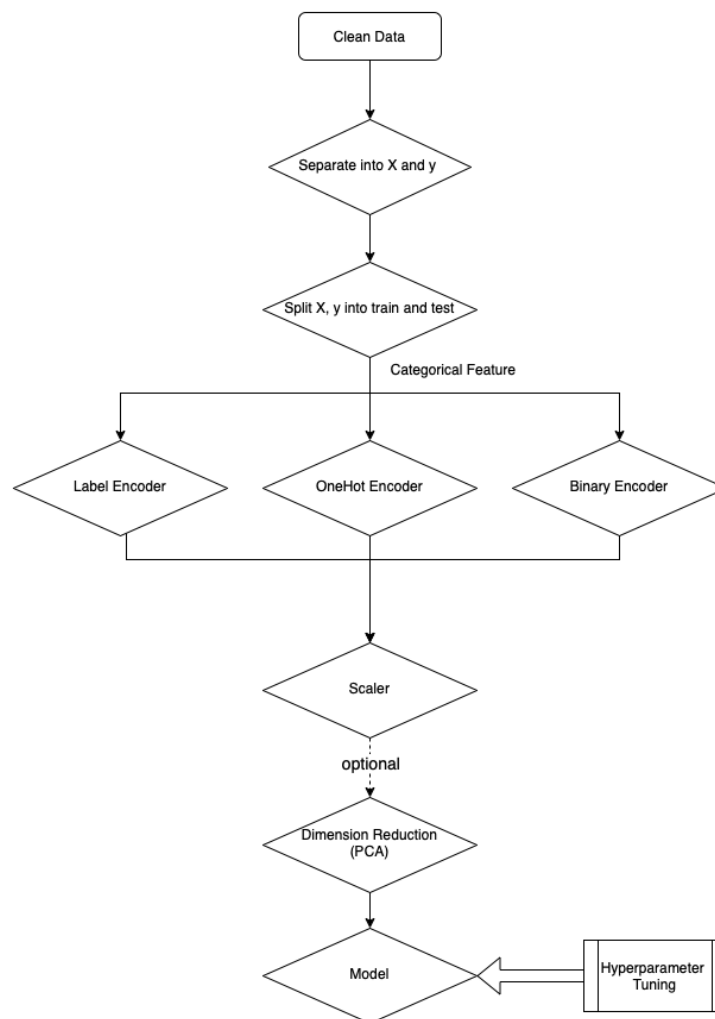 Clean Data
Separate into X and y
Split X, y into train and test
Categorical Feature
Label Encoder
OneHot Encoder
Binary Encoder
Scaler
optional
Dimension Reduction
(PCA)
Model
Hyperparameter
Tuning